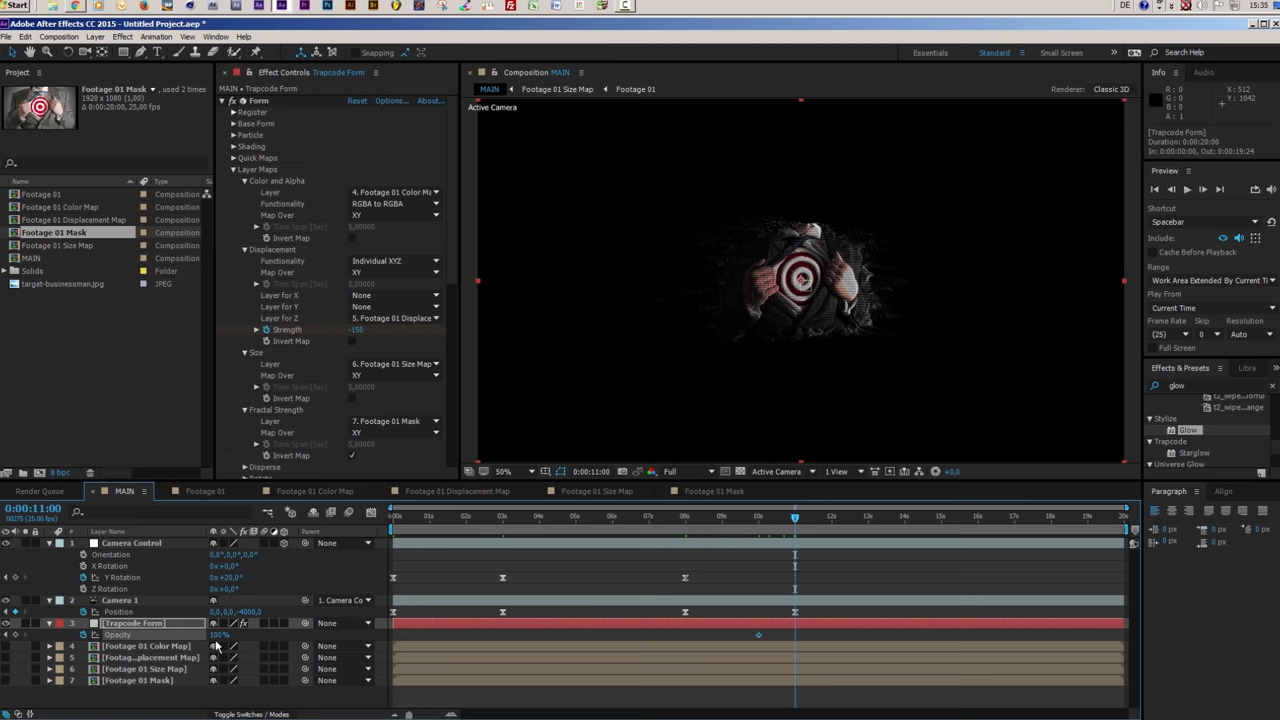 Start
DE
15:35
Adobe After Effects CC 2015 - Untitled Project.aep *
File Edit Composition Layer Effect Animation View Window Help
Snapping
Essentials Standard Small Screen Search Help
Project
Footage 01 Mask , used 2 times
1920 x 1080 (1,00)
Δ 0:00:20:00, 25,00 fps
Name Type
Footage 01 Composition
Footage 01 Color Map Composition
Footage 01 Displacement Map Composition
Footage 01 Mask Composition
Footage 01 Size Map Composition
MAIN Composition
Solids Folder
target-businessman.jpg JPEG
8 bpc
Effect Controls Trapcode Form
MAIN • Trapcode Form
Form Reset Options... About...
Register
Base Form
Particle
Shading
Quick Maps
Layer Maps
Color and Alpha
Layer 4. Footage 01 Color Ma
Functionality RGBA to RGBA
Map Over XY
Time Span [Sec] 5,00000
Invert Map
Displacement
Functionality Individual XYZ
Map Over XY
Time Span [Sec] 5,00000
Layer for X None
Layer for Y None
Layer for Z 5. Footage 01 Displace
Strength -150
Invert Map
Size
Layer 6. Footage 01 Size Map
Map Over XY
Time Span [Sec] 5,00000
Invert Map
Fractal Strength
Layer 7. Footage 01 Mask
Map Over XY
Time Span [Sec] 5,00000
Invert Map
Disperse
Composition MAIN
MAIN Footage 01 Size Map Footage 01
Renderer: Classic 3D
Active Camera
50% 0:00:11:00 Full Active Camera 1 View +0,0
Info Audio
R: 0 X: 512
G: 0 Y: 1042
B: 0
A: 1
[Trapcode Form]
Duration: 0:00:20:00
In: 0:00:00:00, Out: 0:00:19:24
Preview
Shortcut
Spacebar
Include:
Cache Before Playback
Range
Work Area Extended By Current Ti
Play From
Current Time
Frame Rate Skip Resolution
(25) 0 Auto
Full Screen
Effects & Presets Libra
glow
t2_wipe
t2_wipe...ange
Stylize
Glow
Trapcode
Starglow
Universe Glow
Paragraph Align
0 px 0 px 0 px
0 px 0 px
Render Queue MAIN Footage 01 Footage 01 Color Map Footage 01 Displacement Map Footage 01 Size Map Footage 01 Mask
0:00:11:00
00275 (25.00 fps)
# Layer Name Parent
00s 01s 02s 03s 04s 05s 06s 07s 08s 09s 10s 12s 13s 14s 15s 16s 17s 18s 19s 20s
1 Camera Control None
Orientation 0,0°,0,0°,0,0°
X Rotation 0x+0,0°
Y Rotation 0x+20,0°
Z Rotation 0x+0,0°
2 Camera 1 1. Camera Co
Position 0,0,0,0,-4000,0
3 [Trapcode Form] None
Opacity 100%
4 [Footage 01 Color Map] None
5 [Footag...placement Map] None
6 [Footage 01 Size Map] None
7 [Footage 01 Mask] None
Toggle Switches / Modes